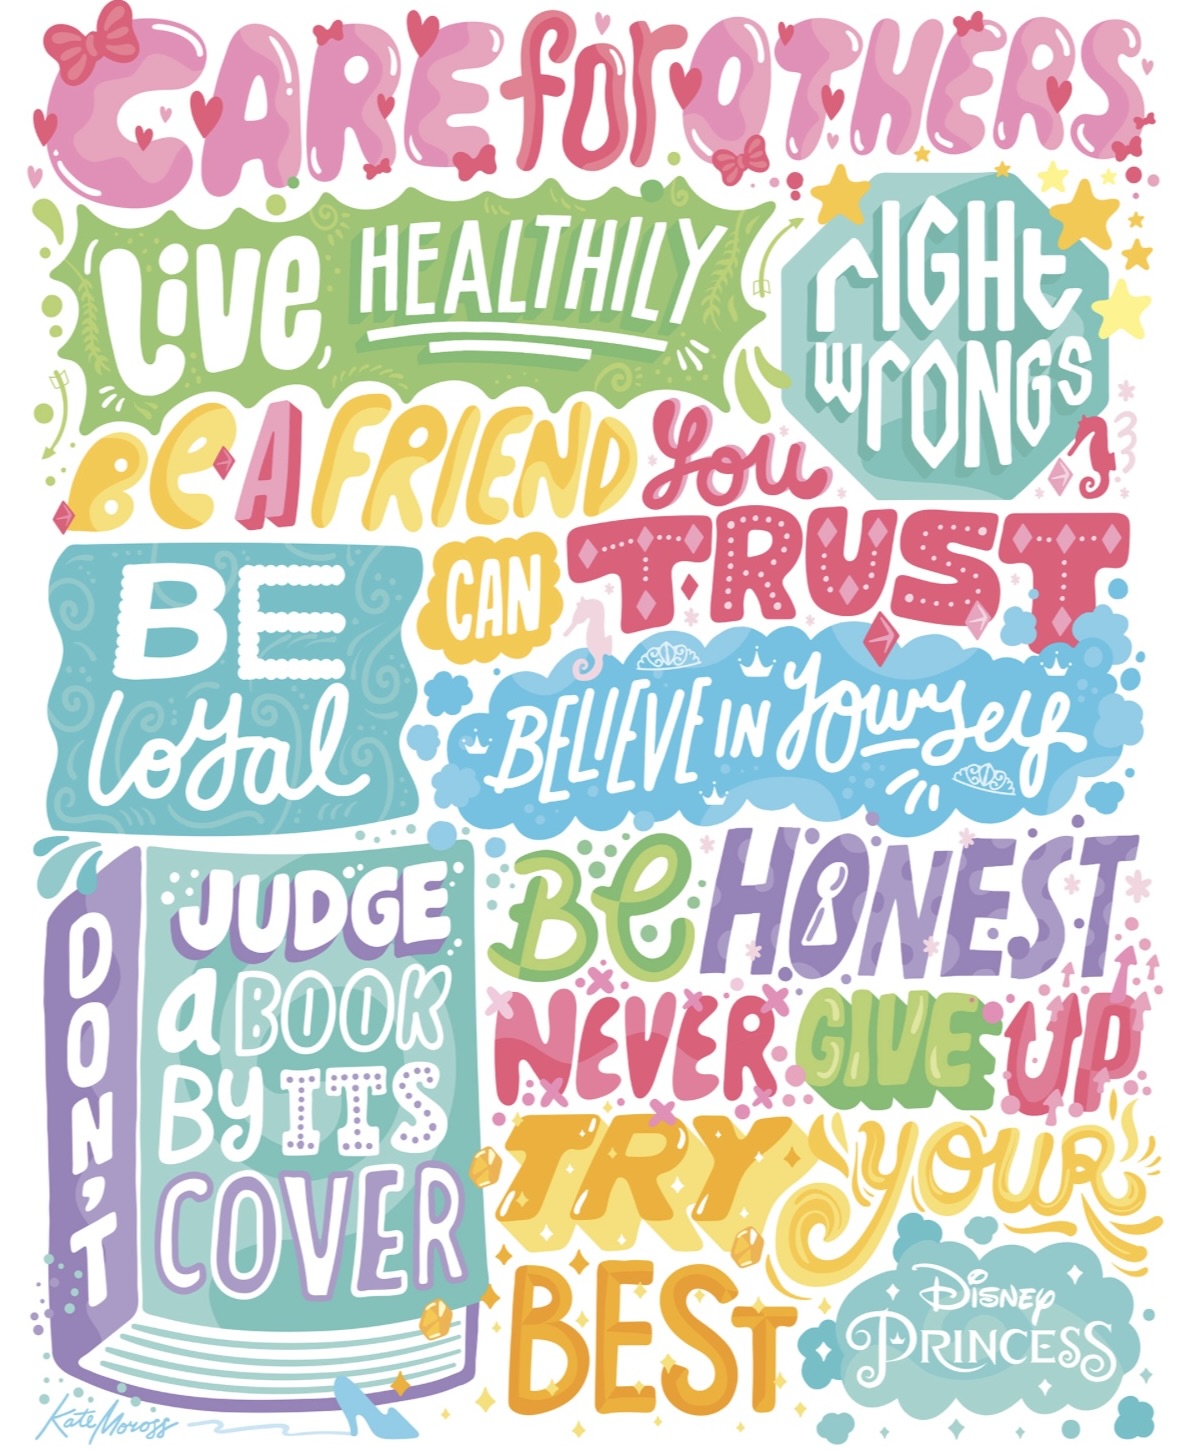 CARE for OTHERS
Live HEALTHILY
rIGHt
wrONGS
Be A FRIEND
You
CAN TRUST
BE
loyal
BELIEVE IN yourself
DON'T
JUDGE
a BOOK
By ITS
COVER
Be HONEST
NEVER GIVE UP
TRY YOUR
BEST
DISNEY
PRINCESS
Kate Moross